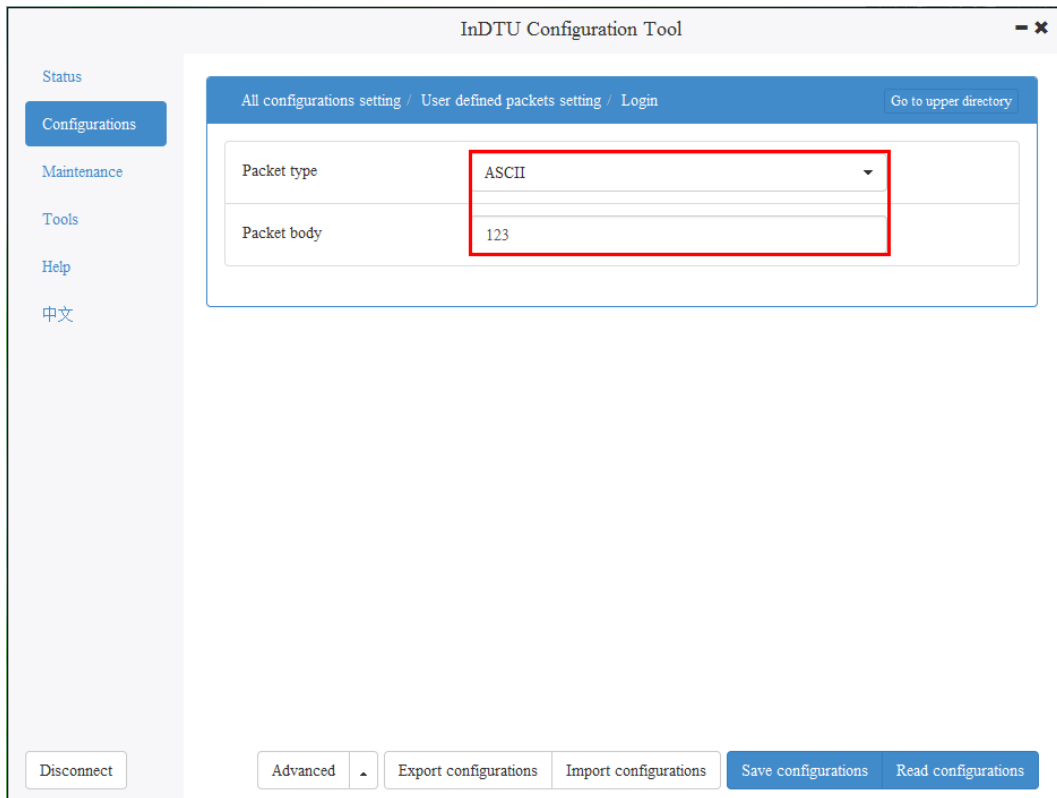 InDTU Configuration Tool
Status
Configurations
Maintenance
Tools
Help
中文
All configurations setting / User defined packets setting / Login
Go to upper directory
Packet type
ASCII
Packet body
123
Disconnect
Advanced
Export configurations
Import configurations
Save configurations
Read configurations